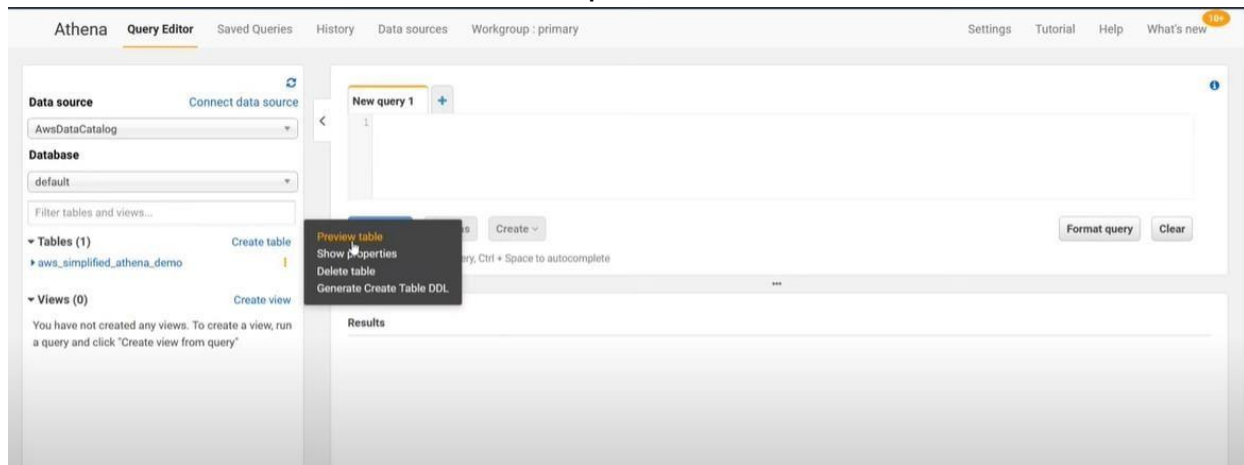 Athena Query Editor Saved Queries History Data sources Workgroup : primary Settings Tutorial Help What's new 10+
Data source Connect data source
AwsDataCatalog
Database
default
Filter tables and views...
Tables (1) Create table
aws_simplified_athena_demo
Views (0) Create view
You have not created any views. To create a view, run
a query and click "Create view from query"
Preview table
Show properties
Delete table
Generate Create Table DDL
New query 1 +
1
Create
Format query Clear
Ctrl + Space to autocomplete
Results